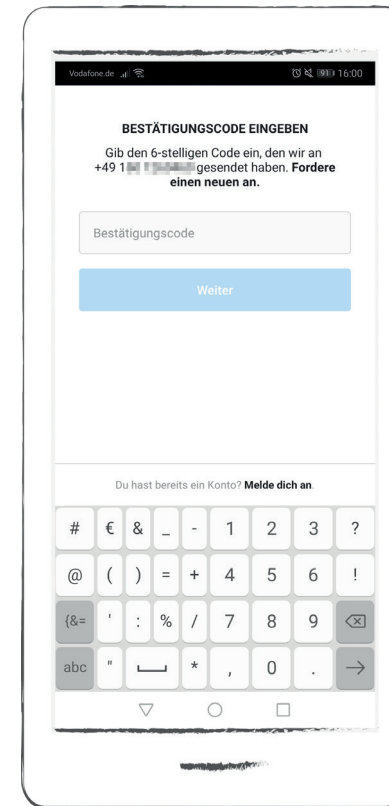 Vodafone.de 91 16:00
BESTÄTIGUNGSCODE EINGEBEN
Gib den 6-stelligen Code ein, den wir an
+49 1 gesendet haben. Fordere
einen neuen an.
Bestätigungscode
Weiter
Du hast bereits ein Konto? Melde dich an.
# € & _ - 1 2 3 ?
@ ( ) = + 4 5 6 !
{&= ' : % / 7 8 9
abc " * , 0 .